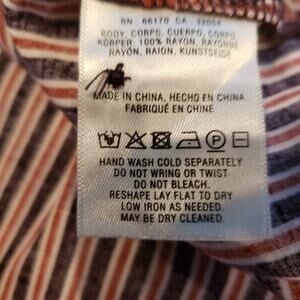 RN 66170 CA 32054
BODY, CORPS, CUERPO, CORPO,
KÖRPER: 100% RAYON, RAYONNE
RAYÓN, RAION, KUNSTSEIDE
MADE IN CHINA, HECHO EN CHINA
FABRIQUÉ EN CHINE
P
HAND WASH COLD SEPARATELY
DO NOT WRING OR TWIST
DO NOT BLEACH.
RESHAPE LAY FLAT TO DRY
LOW IRON AS NEEDED.
MAY BE DRY CLEANED.